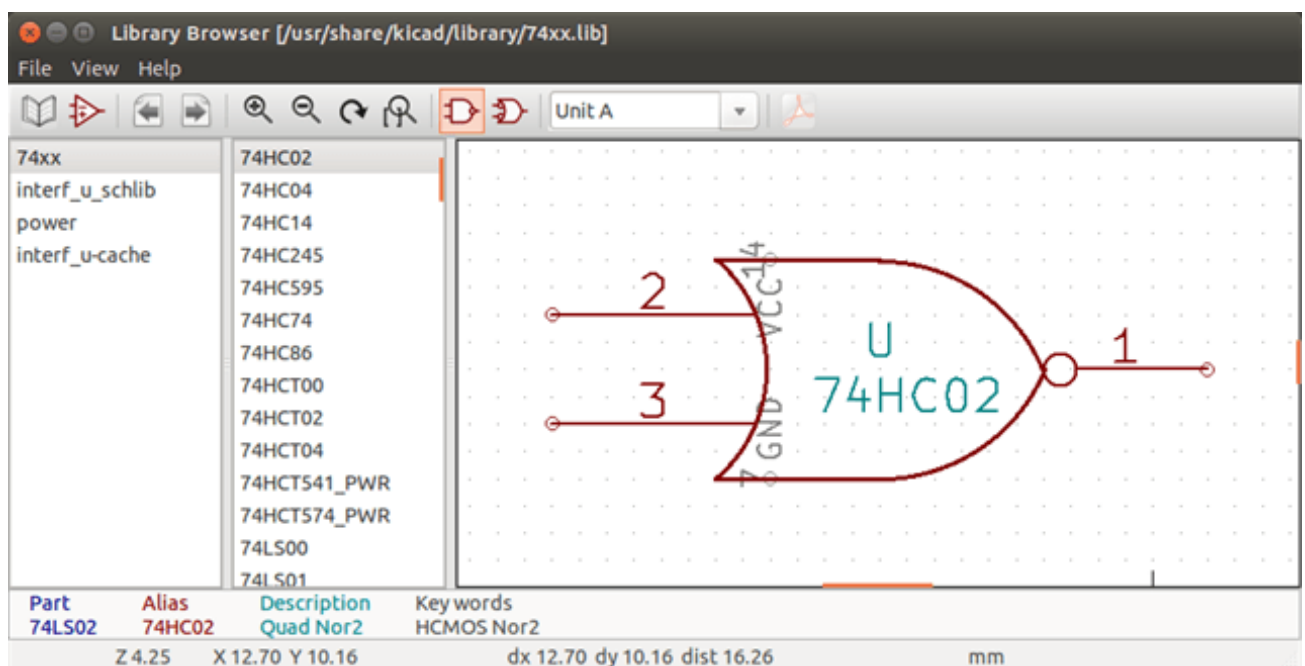 Library Browser [/usr/share/kicad/library/74xx.lib]
File View Help
Unit A
74xx
interf_u_schlib
power
interf_u-cache
74HC02
74HC04
74HC14
74HC245
74HC595
74HC74
74HC86
74HCT00
74HCT02
74HCT04
74HCT541_PWR
74HCT574_PWR
74LS00
74LS01
14
VCC
2
3
U
74HC02
1
GND
7
Part Alias Description Key words
74LS02 74HC02 Quad Nor2 HCMOS Nor2
Z 4.25 X 12.70 Y 10.16 dx 12.70 dy 10.16 dist 16.26 mm